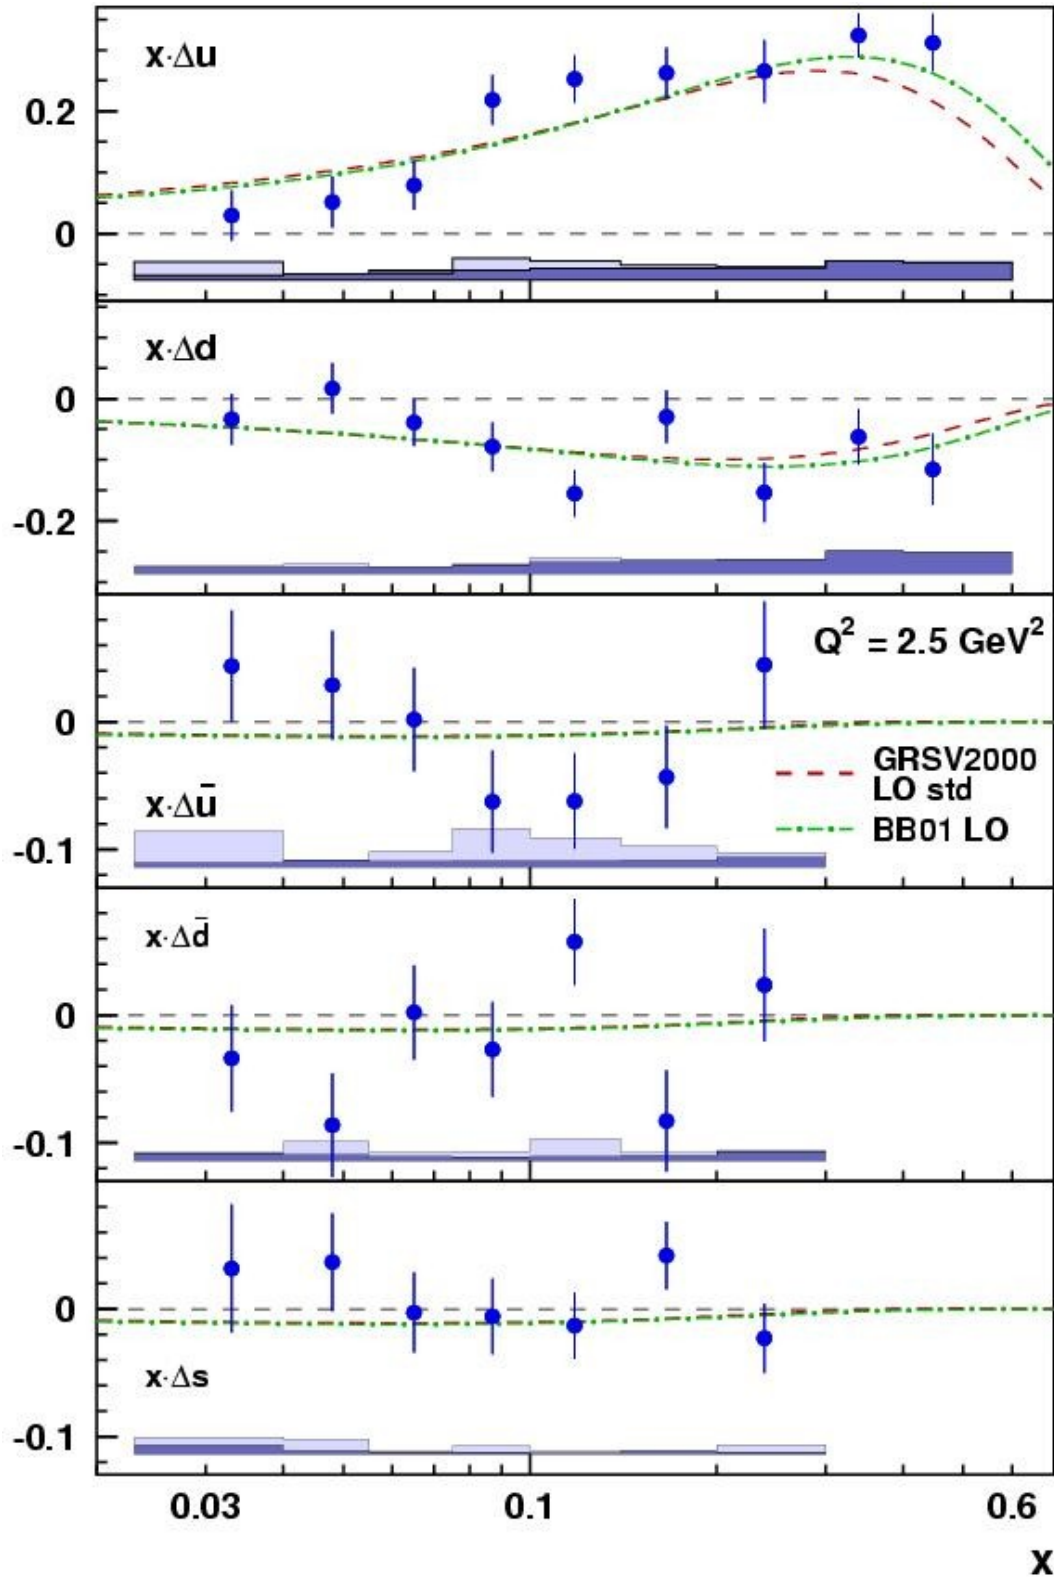 x·Δu
0.2
0
x·Δd
0
-0.2
Q² = 2.5 GeV²
0
GRSV2000
LO std
x·Δū
BB01 LO
-0.1
x·Δd̄
0
-0.1
0
x·Δs
-0.1
0.03 0.1 0.6
x